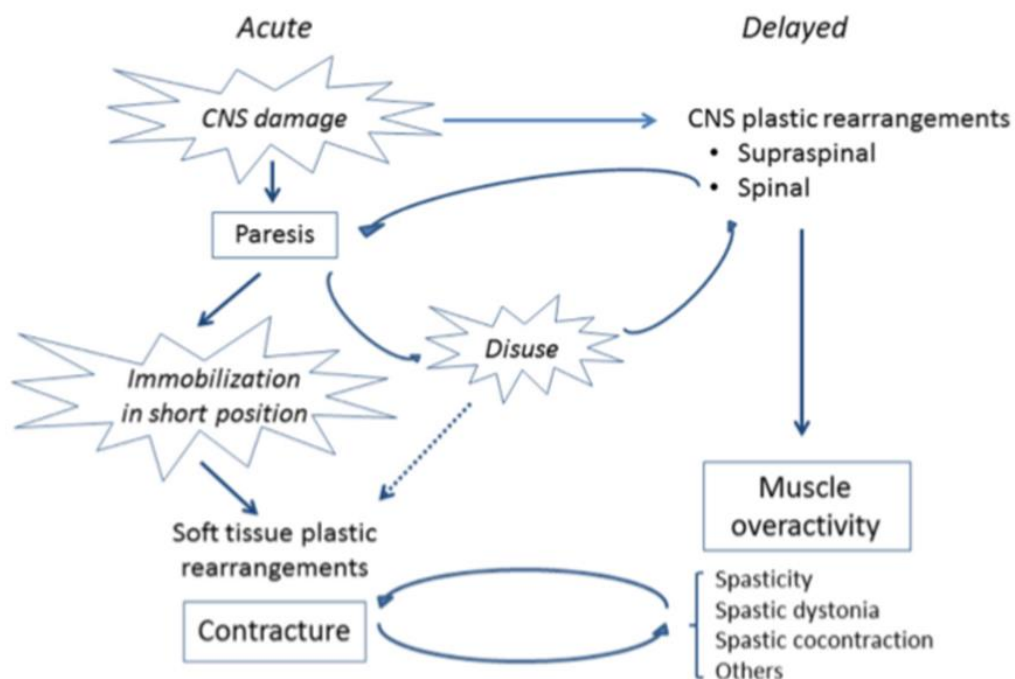 Acute
Delayed
CNS damage
CNS plastic rearrangements
• Supraspinal
• Spinal
Paresis
Disuse
Immobilization
in short position
Muscle
overactivity
Soft tissue plastic
rearrangements
Contracture
Spasticity
Spastic dystonia
Spastic cocontraction
Others